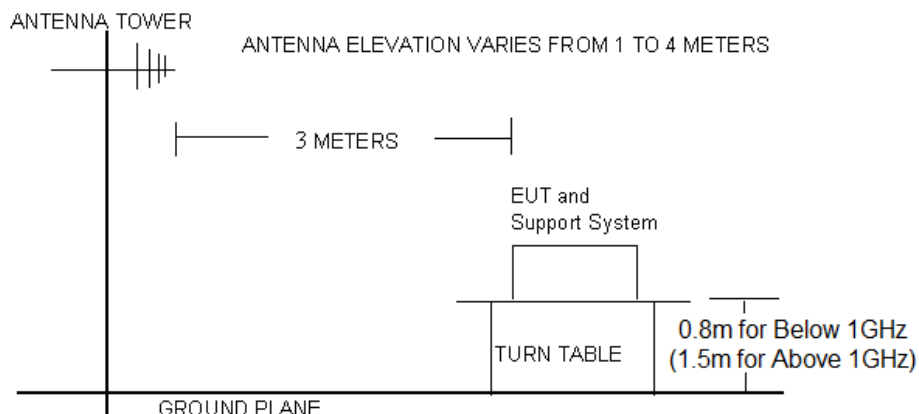 ANTENNA TOWER
ANTENNA ELEVATION VARIES FROM 1 TO 4 METERS
3 METERS
EUT and
Support System
0.8m for Below 1GHz
(1.5m for Above 1GHz)
TURN TABLE
GROUND PLANE